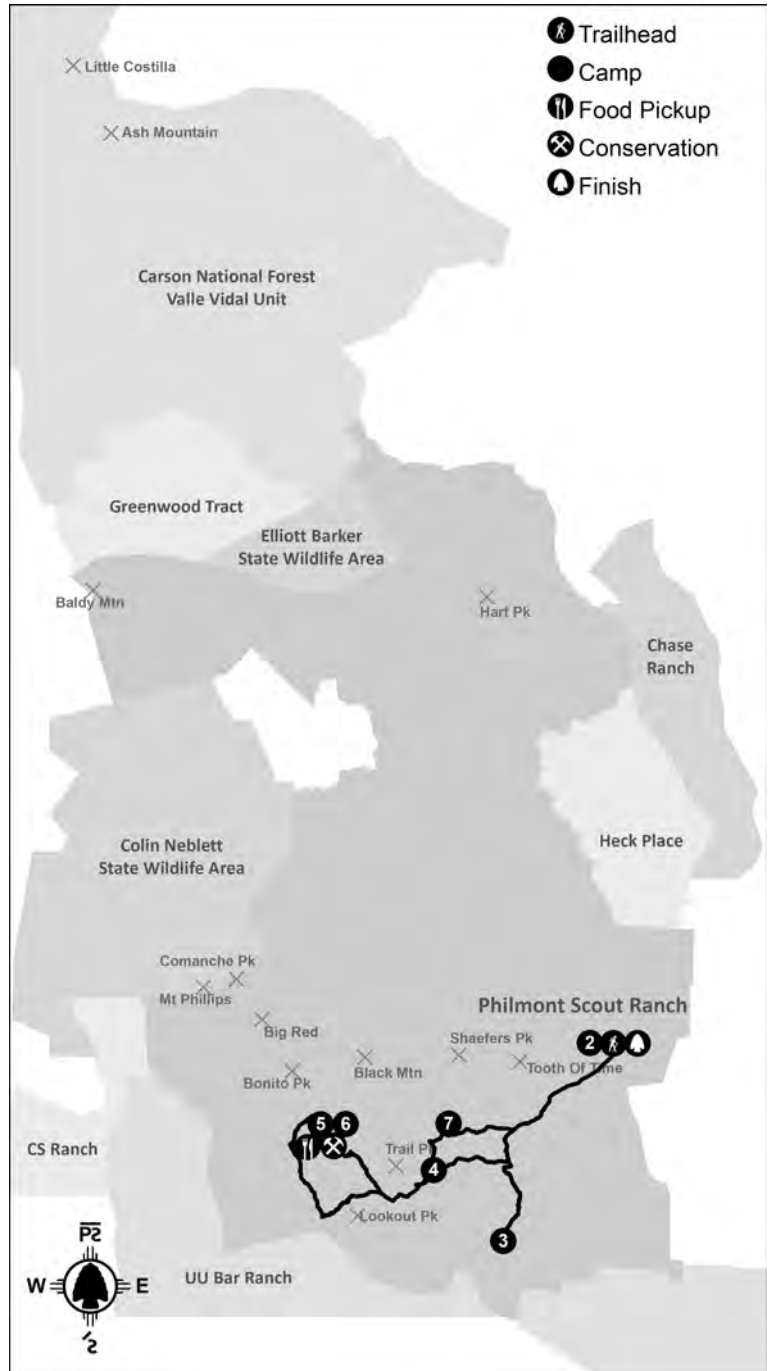 Trailhead
Camp
Food Pickup
Conservation
Finish
Little Costilla
Ash Mountain
Carson National Forest
Valle Vidal Unit
Greenwood Tract
Elliott Barker
State Wildlife Area
Baldy Mtn
Hart Pk
Chase
Ranch
Heck Place
Colin Neblett
State Wildlife Area
Comanche Pk
Mt Phillips
Big Red
Philmont Scout Ranch
Shaefers Pk
Black Mtn
Tooth Of Time
Bonito Pk
2
5
6
7
CS Ranch
Trail P
4
Lookout Pk
3
UU Bar Ranch
W
E